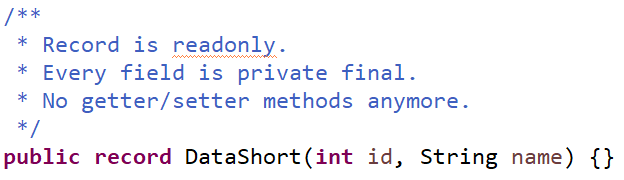 /**
 * Record is readonly.
 * Every field is private final.
 * No getter/setter methods anymore.
 */
public record DataShort(int id, String name) {}